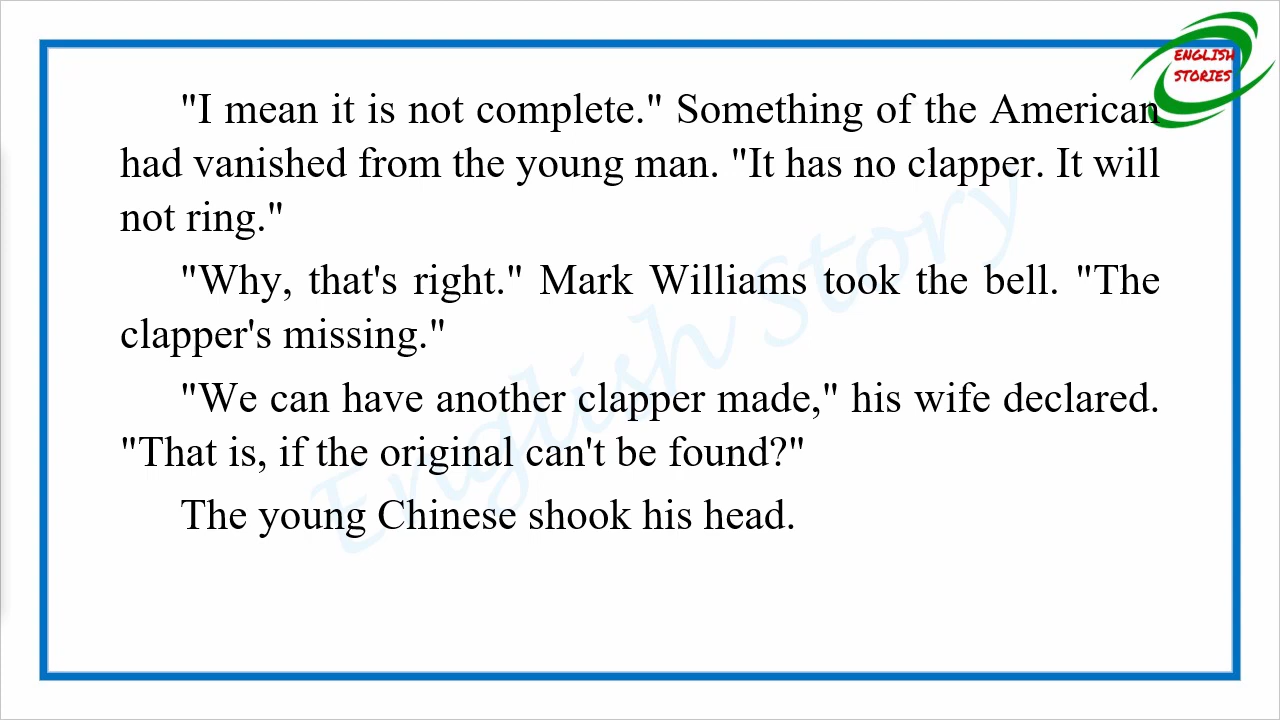 ENGLISH
STORIES
"I mean it is not complete." Something of the American
had vanished from the young man. "It has no clapper. It will
not ring."
"Why, that's right." Mark Williams took the bell. "The
clapper's missing."
"We can have another clapper made," his wife declared.
"That is, if the original can't be found?"
The young Chinese shook his head.
English Story